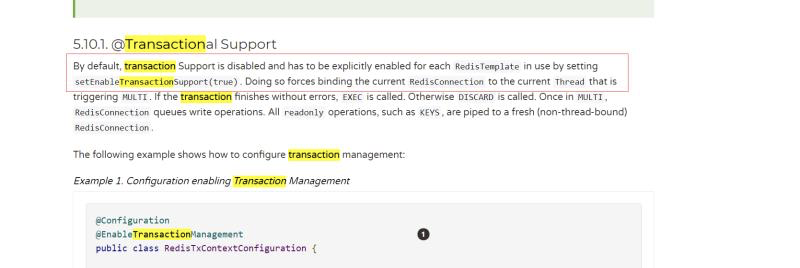 5.10.1. @Transactional Support
By default, transaction Support is disabled and has to be explicitly enabled for each RedisTemplate in use by setting
setEnableTransactionSupport(true). Doing so forces binding the current RedisConnection to the current Thread that is
triggering MULTI. If the transaction finishes without errors, EXEC is called. Otherwise DISCARD is called. Once in MULTI,
RedisConnection queues write operations. All readonly operations, such as KEYS, are piped to a fresh (non-thread-bound)
RedisConnection.
The following example shows how to configure transaction management:
Example 1. Configuration enabling Transaction Management
@Configuration
@EnableTransactionManagement 1
public class RedisTxContextConfiguration {